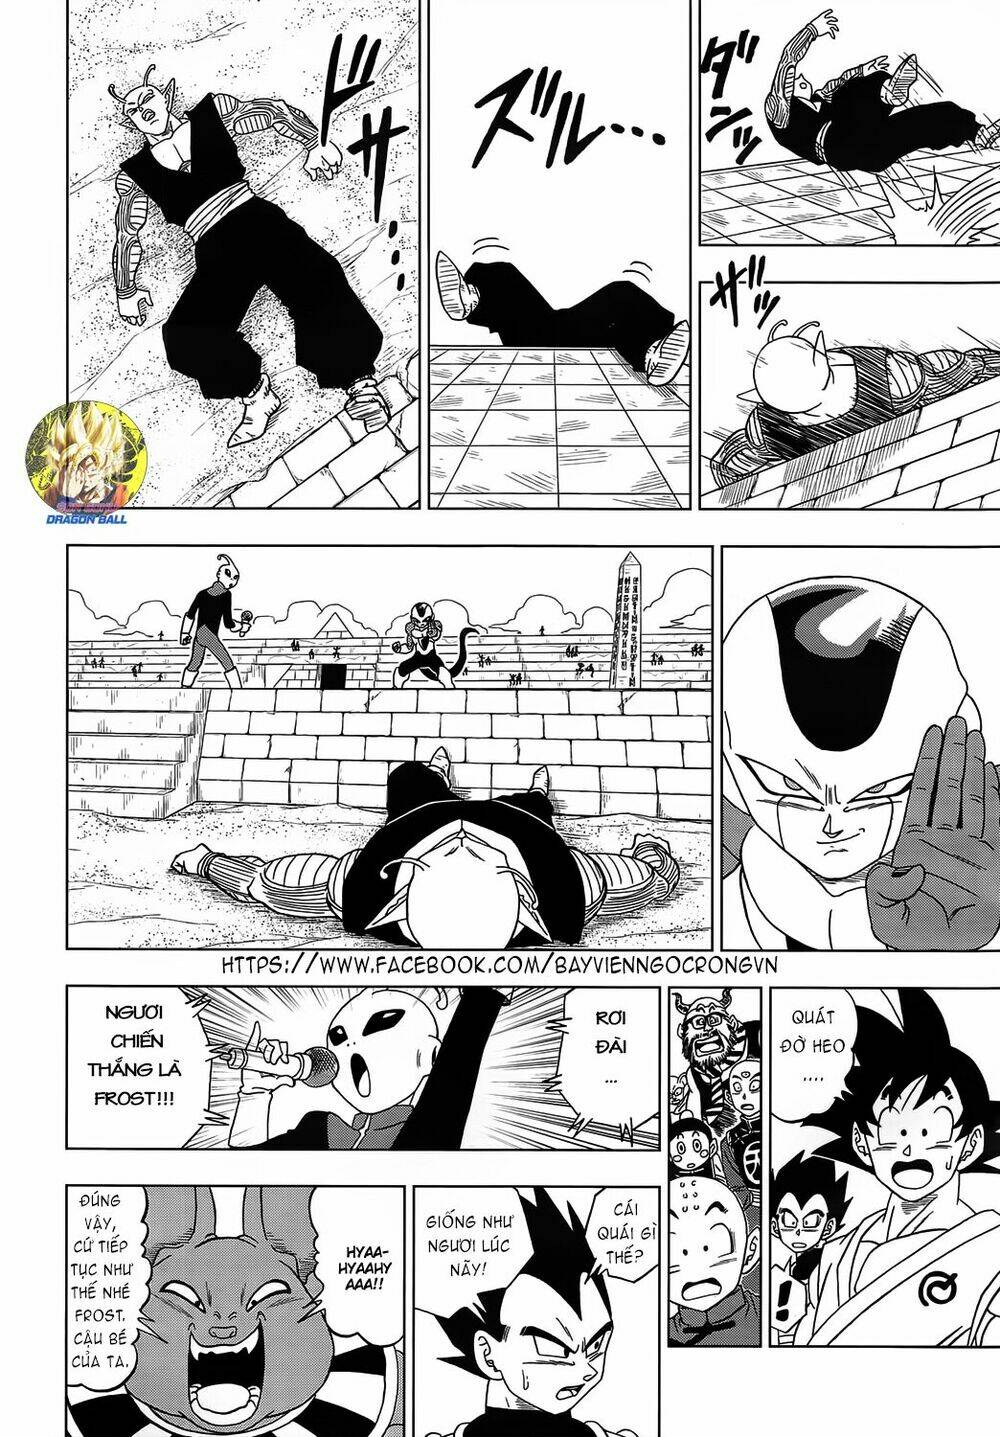 ダンッ
ズル...
ドサ...
ザッ
DRAGON BALL
HTTPS://WWW.FACEBOOK.COM/BAYVIENNGOCRONGVN
QUÁT
ĐỜ HEO
....
RƠI
ĐÀI
...
NGƯƠI
CHIẾN
THẮNG LÀ
FROST!!!
!
CÁI
QUÁI GÌ
THẾ?
GIỐNG NHƯ
NGƯƠI LÚC
NÃY!
HYAA-
HYAAHY
AAA!!
ĐÚNG
VẬY,
CỨ TIẾP
TỤC NHƯ
THẾ NHÉ
FROST,
CẬU BÉ
CỦA TA.